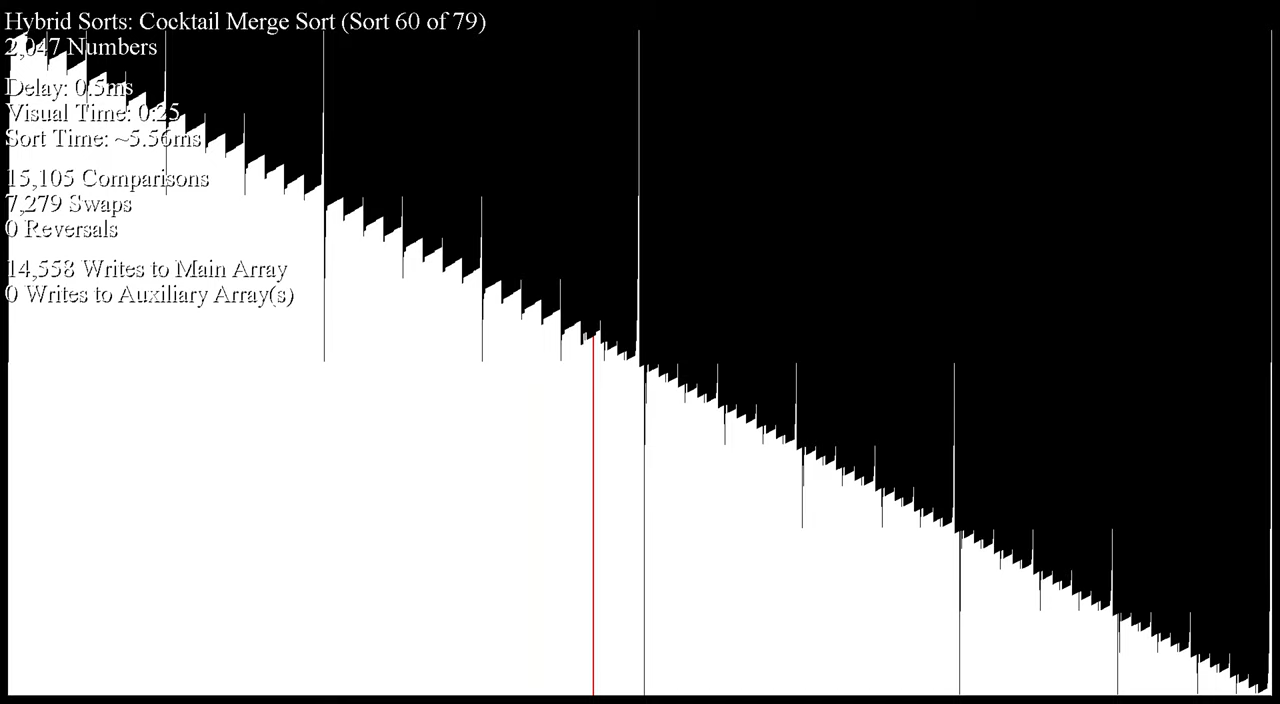 Hybrid Sorts: Cocktail Merge Sort (Sort 60 of 79)
2,047 Numbers
Delay: 0.5ms
Visual Time: 0:25
Sort Time: ~5.56ms
15,105 Comparisons
7,279 Swaps
0 Reversals
14,558 Writes to Main Array
0 Writes to Auxiliary Array(s)